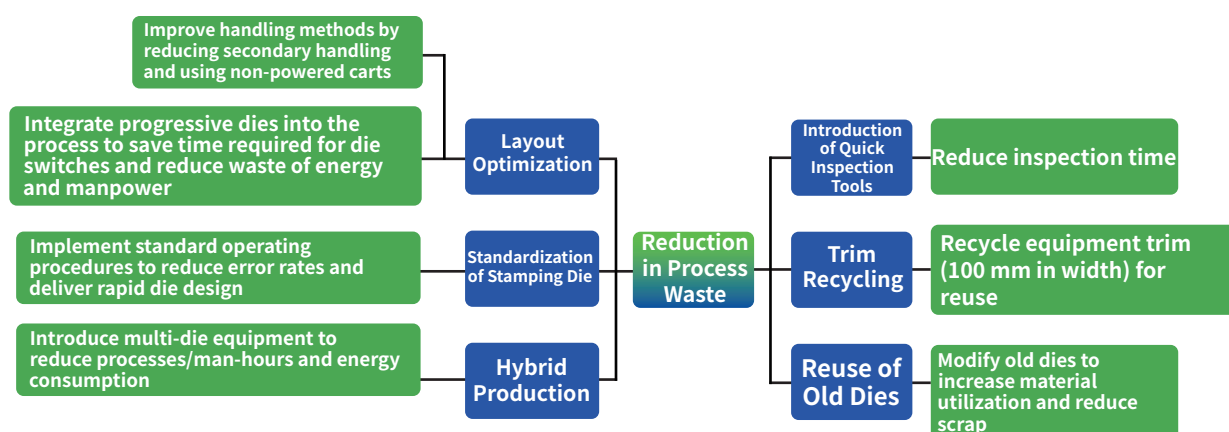 Improve handling methods by
reducing secondary handling
and using non-powered carts
Integrate progressive dies into the
process to save time required for die
switches and reduce waste of energy
and manpower
Layout
Optimization
Implement standard operating
procedures to reduce error rates and
deliver rapid die design
Standardization
of Stamping Die
Introduce multi-die equipment to
reduce processes/man-hours and energy
consumption
Hybrid
Production
Reduction
in Process
Waste
Introduction
of Quick
Inspection
Tools
Reduce inspection time
Trim
Recycling
Recycle equipment trim
(100 mm in width) for
reuse
Reuse of
Old Dies
Modify old dies to
increase material
utilization and reduce
scrap